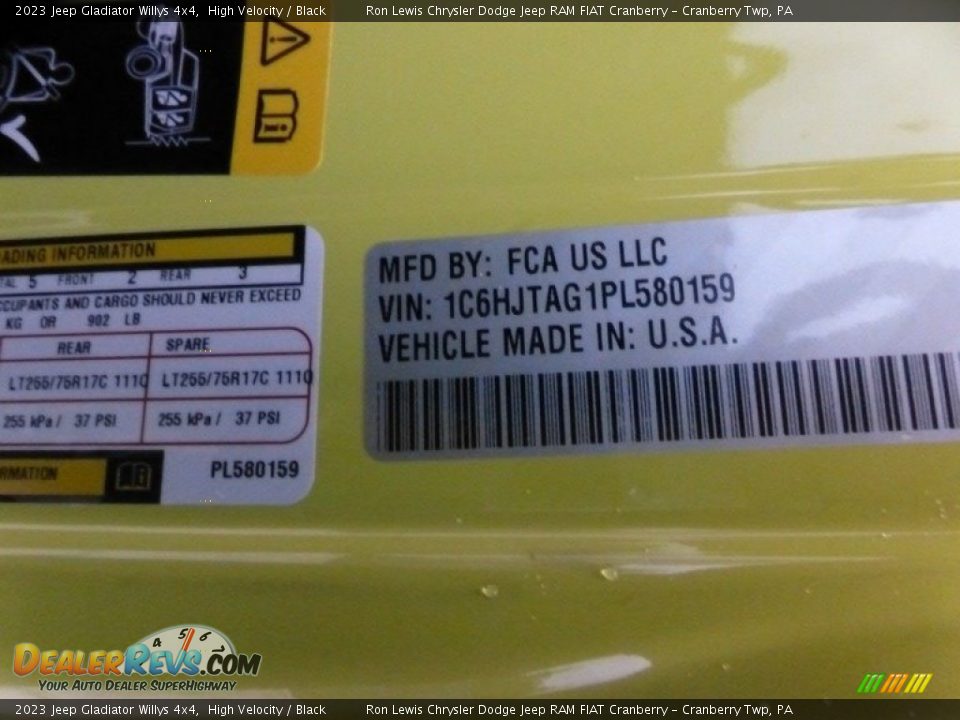 2023 Jeep Gladiator Willys 4x4,  High Velocity / Black Ron Lewis Chrysler Dodge Jeep RAM FIAT Cranberry – Cranberry Twp, PA
ADING INFORMATION
TAL 5 FRONT 2 REAR 3
CCUPANTS AND CARGO SHOULD NEVER EXCEED
KG OR 902 LB
REAR SPARE
LT255/75R17C 111Q LT255/75R17C 111Q
255 kPa / 37 PSI 255 kPa / 37 PSI
RMATION
PL580159
MFD BY: FCA US LLC
VIN: 1C6HJTAG1PL580159
VEHICLE MADE IN: U.S.A.
4 5 6
DEALERREVS.COM
YOUR AUTO DEALER SUPERHIGHWAY
2023 Jeep Gladiator Willys 4x4,  High Velocity / Black Ron Lewis Chrysler Dodge Jeep RAM FIAT Cranberry – Cranberry Twp, PA